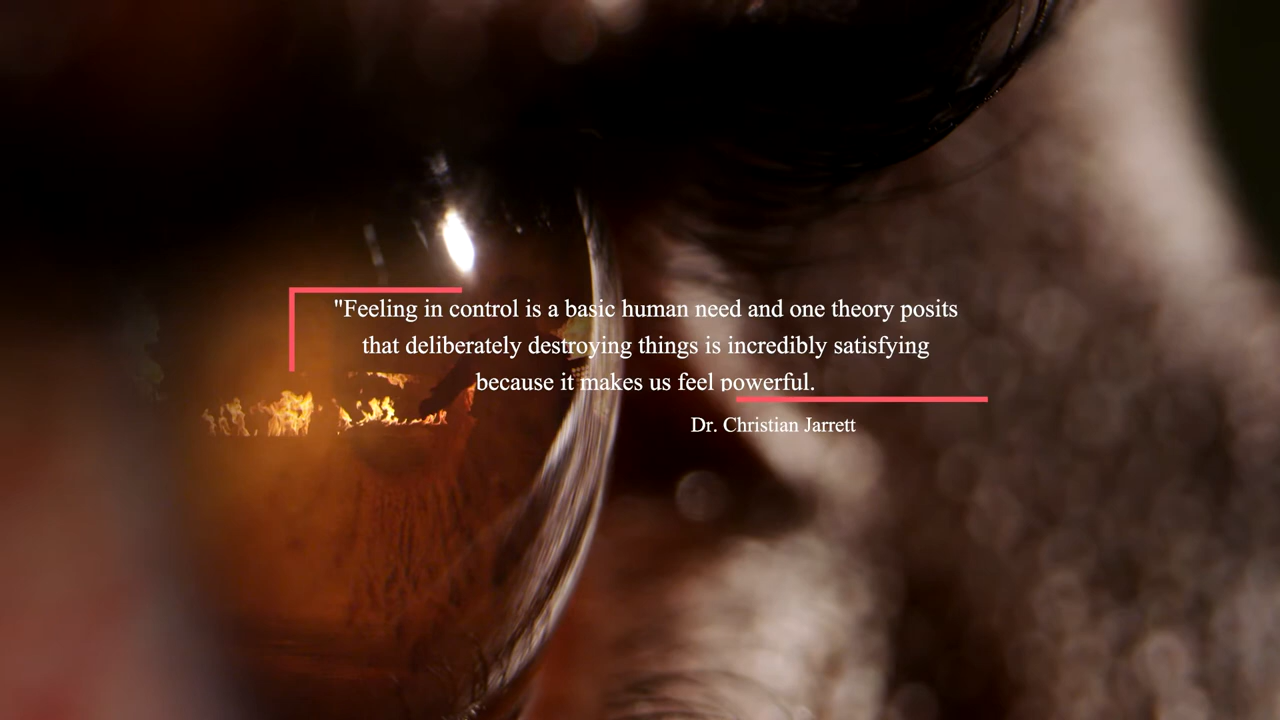 "Feeling in control is a basic human need and one theory posits
that deliberately destroying things is incredibly satisfying
because it makes us feel powerful.
Dr. Christian Jarrett